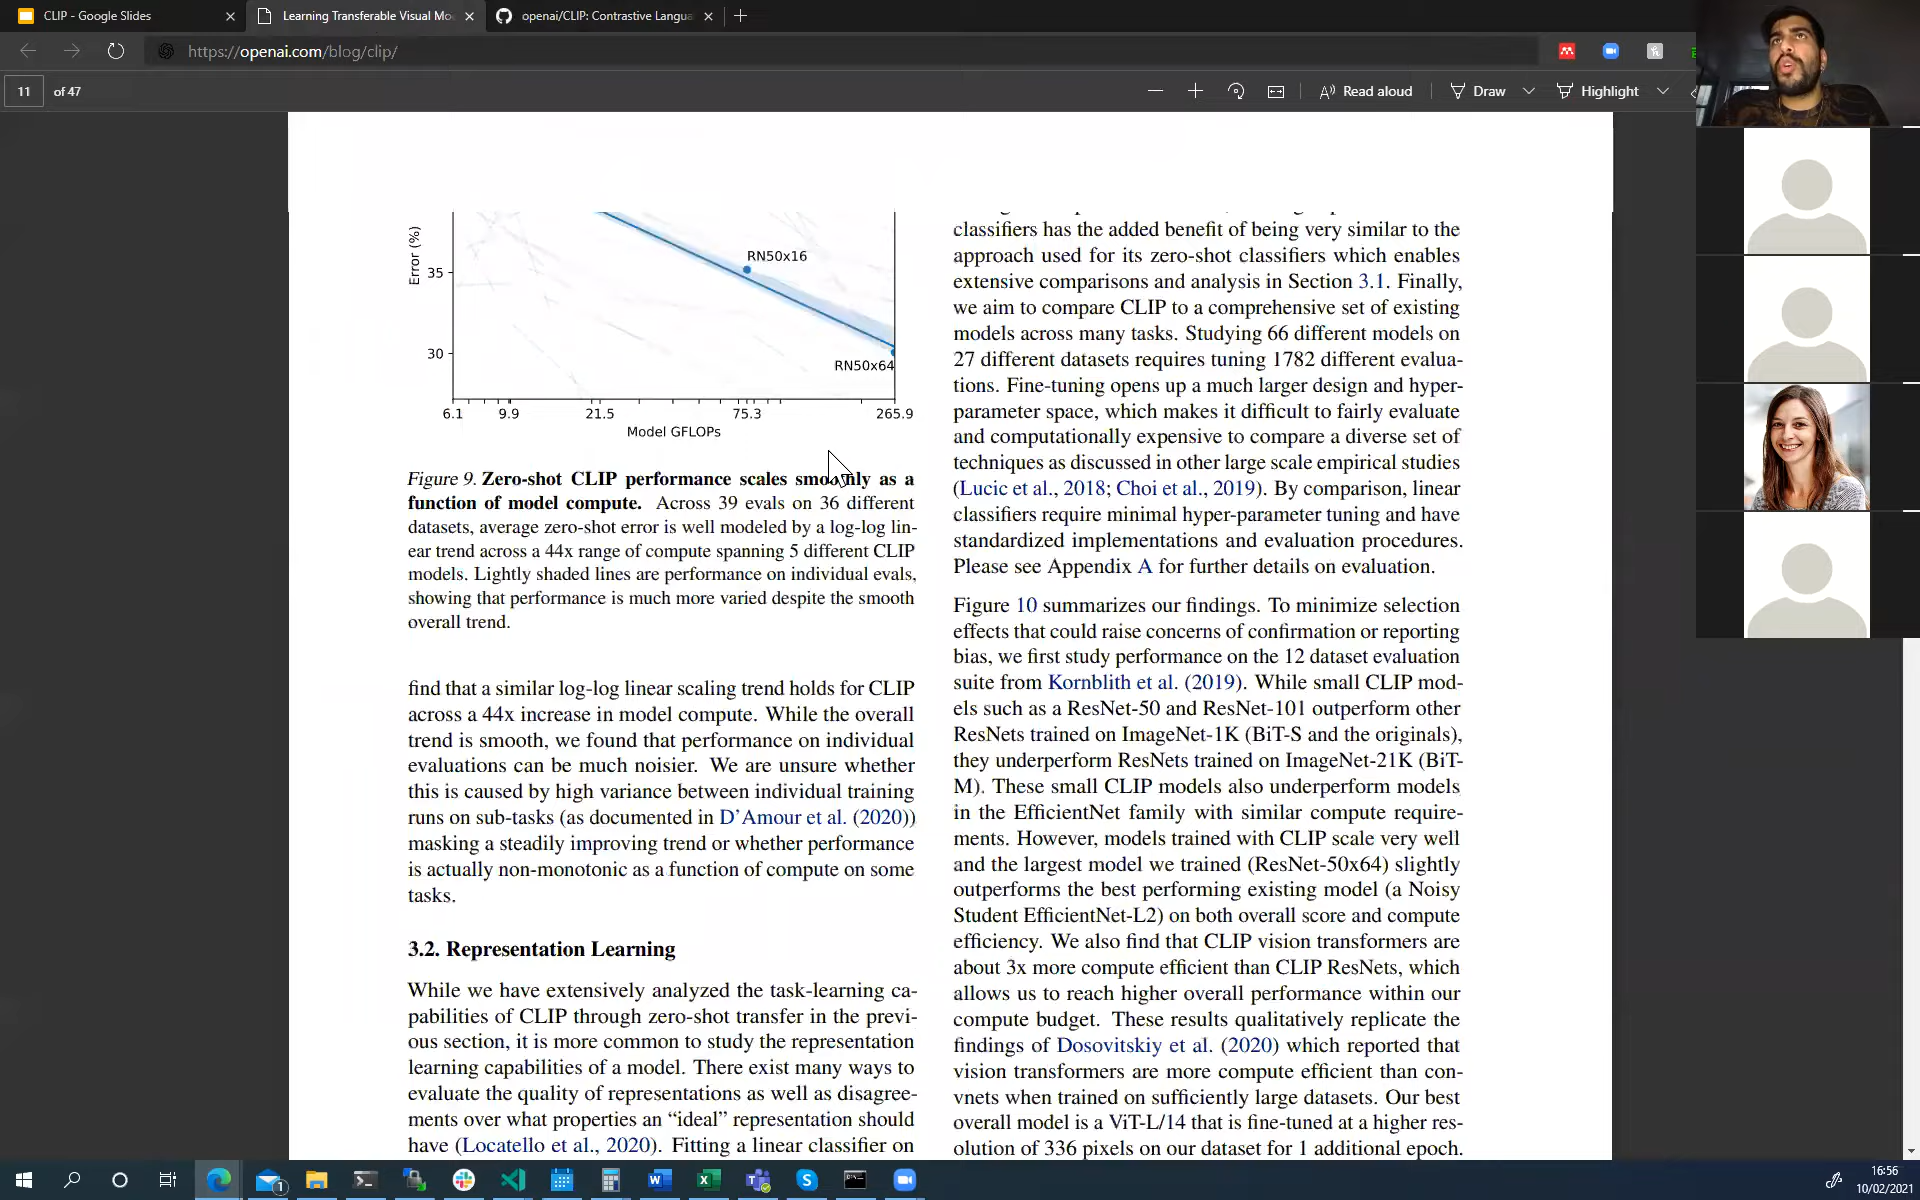 CLIP - Google Slides
Learning Transferable Visual Mo
openai/CLIP: Contrastive Langua
https://openai.com/blog/clip/
11 of 47
Read aloud
Draw
Highlight
Error (%)
35
30
RN50x16
RN50x64
6.1 9.9 21.5 75.3 265.9
Model GFLOPs
Figure 9. Zero-shot CLIP performance scales smoothly as a
function of model compute. Across 39 evals on 36 different
datasets, average zero-shot error is well modeled by a log-log lin-
ear trend across a 44x range of compute spanning 5 different CLIP
models. Lightly shaded lines are performance on individual evals,
showing that performance is much more varied despite the smooth
overall trend.
find that a similar log-log linear scaling trend holds for CLIP
across a 44x increase in model compute. While the overall
trend is smooth, we found that performance on individual
evaluations can be much noisier. We are unsure whether
this is caused by high variance between individual training
runs on sub-tasks (as documented in D'Amour et al. (2020))
masking a steadily improving trend or whether performance
is actually non-monotonic as a function of compute on some
tasks.
3.2. Representation Learning
While we have extensively analyzed the task-learning ca-
pabilities of CLIP through zero-shot transfer in the previ-
ous section, it is more common to study the representation
learning capabilities of a model. There exist many ways to
evaluate the quality of representations as well as disagree-
ments over what properties an “ideal” representation should
have (Locatello et al., 2020). Fitting a linear classifier on
classifiers has the added benefit of being very similar to the
approach used for its zero-shot classifiers which enables
extensive comparisons and analysis in Section 3.1. Finally,
we aim to compare CLIP to a comprehensive set of existing
models across many tasks. Studying 66 different models on
27 different datasets requires tuning 1782 different evalua-
tions. Fine-tuning opens up a much larger design and hyper-
parameter space, which makes it difficult to fairly evaluate
and computationally expensive to compare a diverse set of
techniques as discussed in other large scale empirical studies
(Lucic et al., 2018; Choi et al., 2019). By comparison, linear
classifiers require minimal hyper-parameter tuning and have
standardized implementations and evaluation procedures.
Please see Appendix A for further details on evaluation.
Figure 10 summarizes our findings. To minimize selection
effects that could raise concerns of confirmation or reporting
bias, we first study performance on the 12 dataset evaluation
suite from Kornblith et al. (2019). While small CLIP mod-
els such as a ResNet-50 and ResNet-101 outperform other
ResNets trained on ImageNet-1K (BiT-S and the originals),
they underperform ResNets trained on ImageNet-21K (BiT-
M). These small CLIP models also underperform models
in the EfficientNet family with similar compute require-
ments. However, models trained with CLIP scale very well
and the largest model we trained (ResNet-50x64) slightly
outperforms the best performing existing model (a Noisy
Student EfficientNet-L2) on both overall score and compute
efficiency. We also find that CLIP vision transformers are
about 3x more compute efficient than CLIP ResNets, which
allows us to reach higher overall performance within our
compute budget. These results qualitatively replicate the
findings of Dosovitskiy et al. (2020) which reported that
vision transformers are more compute efficient than con-
vnets when trained on sufficiently large datasets. Our best
overall model is a ViT-L/14 that is fine-tuned at a higher res-
olution of 336 pixels on our dataset for 1 additional epoch.
16:56
10/02/2021